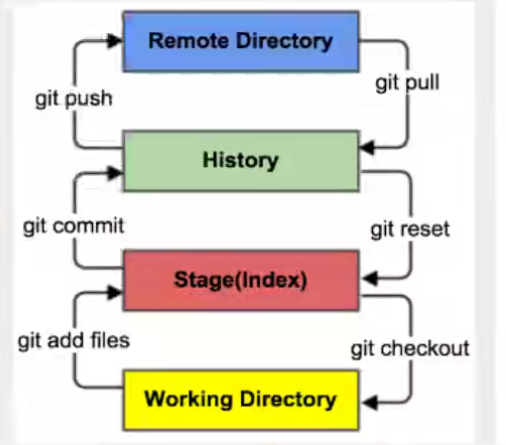 Remote Directory
git push
git pull
History
git commit
git reset
Stage(Index)
git add files
git checkout
Working Directory